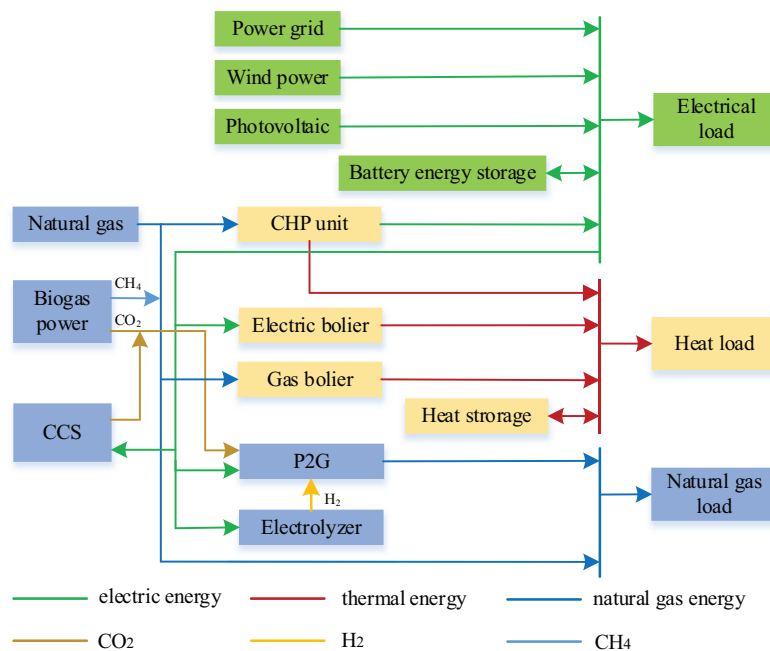 Power grid
Wind power
Photovoltaic
Electrical
load
Battery energy storage
Natural gas
CHP unit
Biogas
power
CH4
CO2
Electric bolier
Heat load
Gas bolier
Heat strorage
CCS
P2G
H2
Electrolyzer
Natural gas
load
electric energy
thermal energy
natural gas energy
CO2
H2
CH4